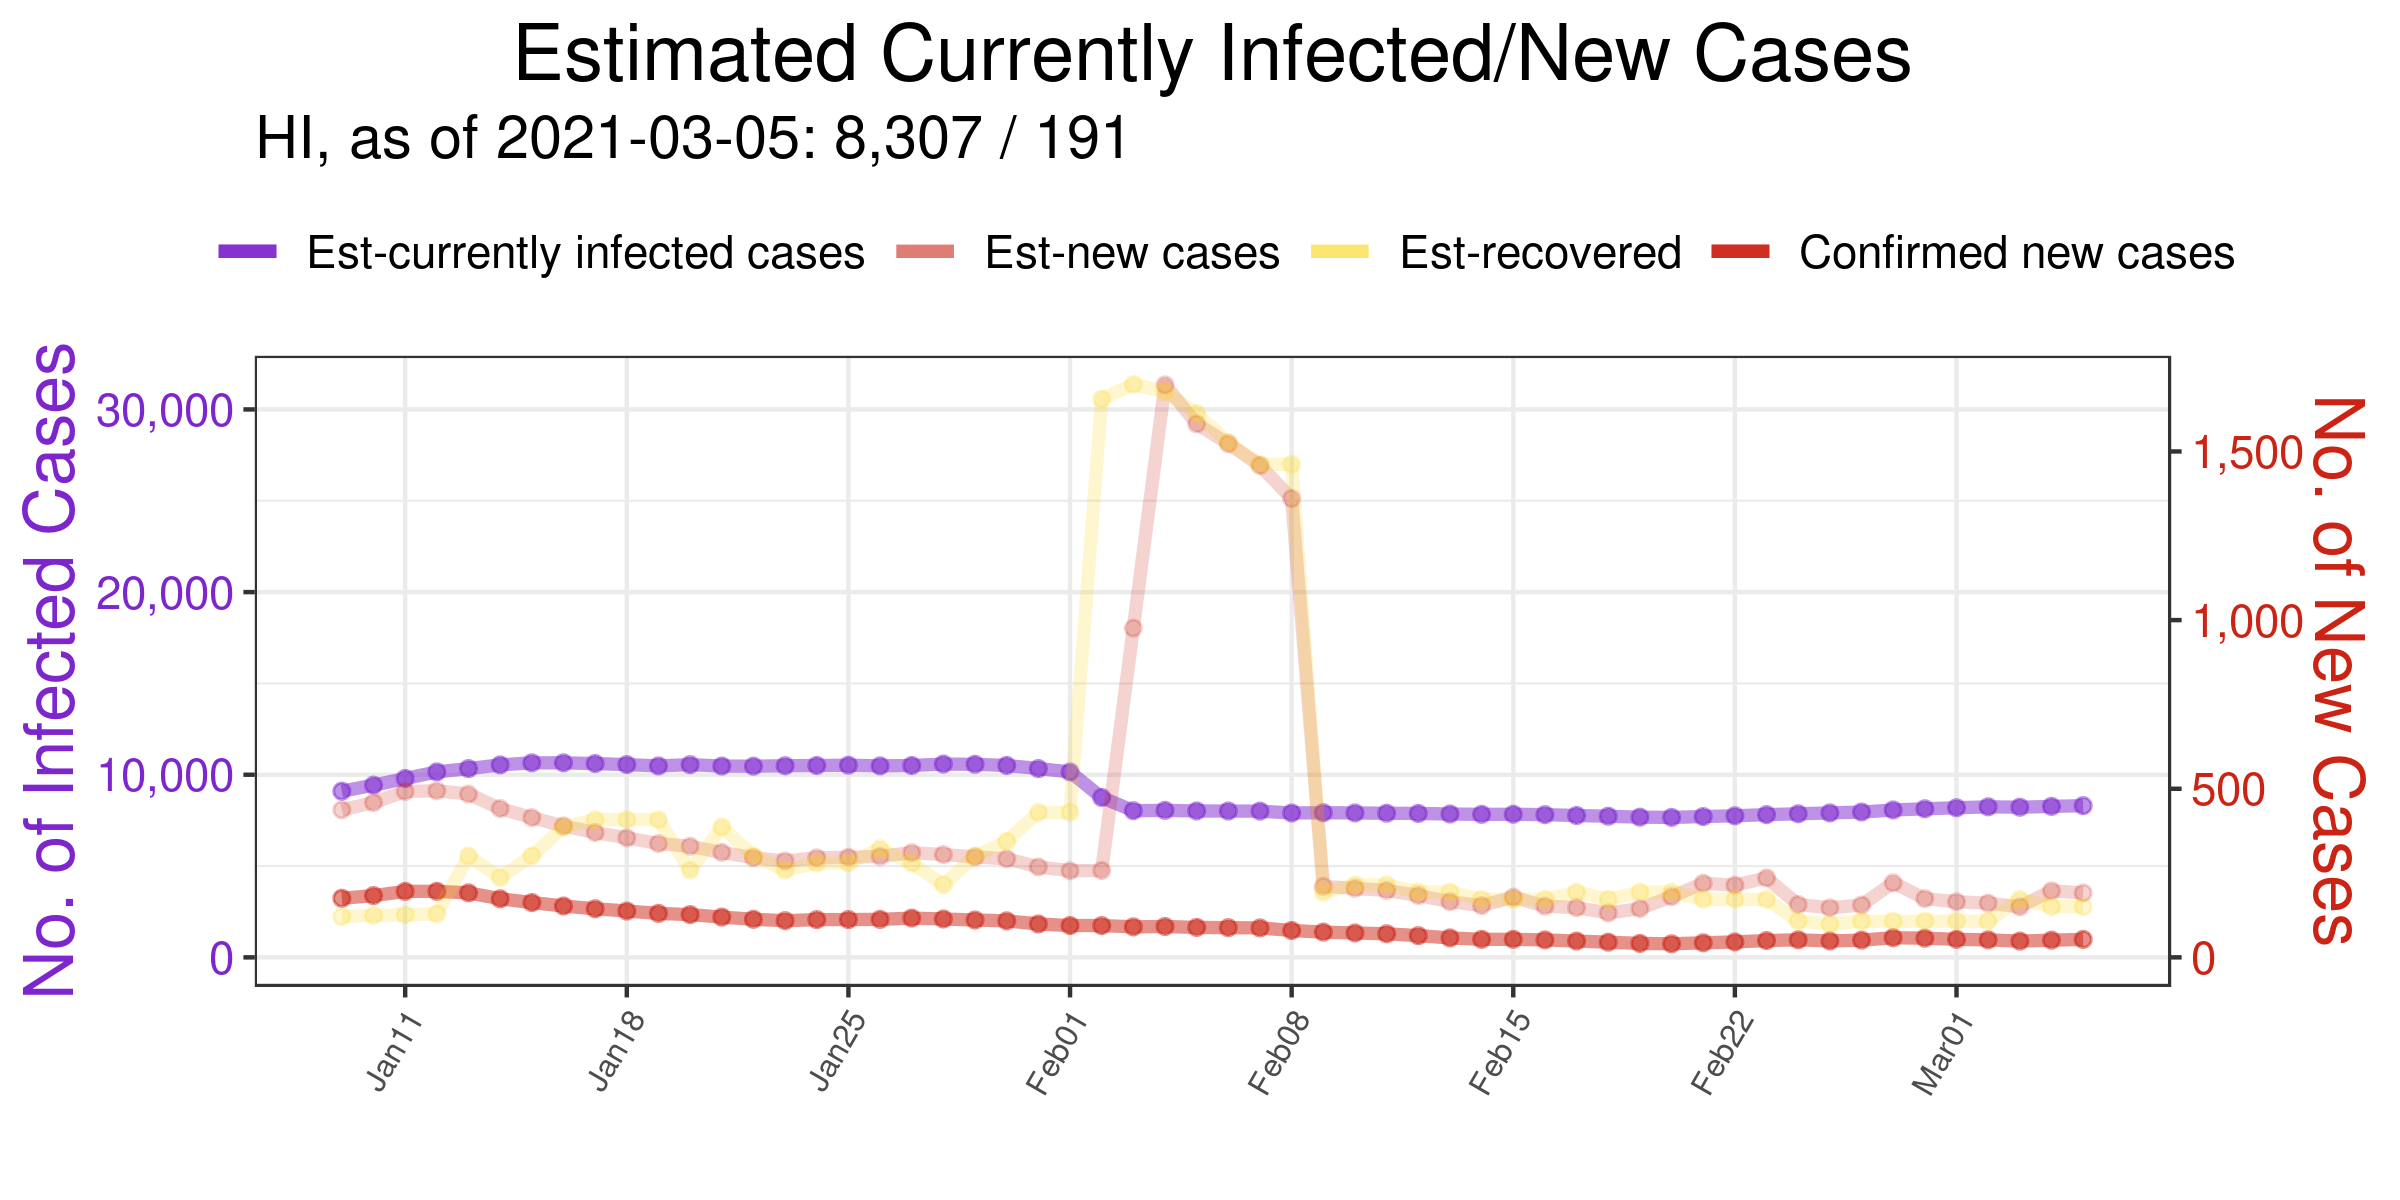 Estimated Currently Infected/New Cases
HI, as of 2021-03-05: 8,307 / 191
Est-currently infected cases Est-new cases Est-recovered Confirmed new cases
No. of Infected Cases
30,000
20,000
10,000
0
1,500
1,000
500
0
No. of New Cases
Jan11 Jan18 Jan25 Feb01 Feb08 Feb15 Feb22 Mar01